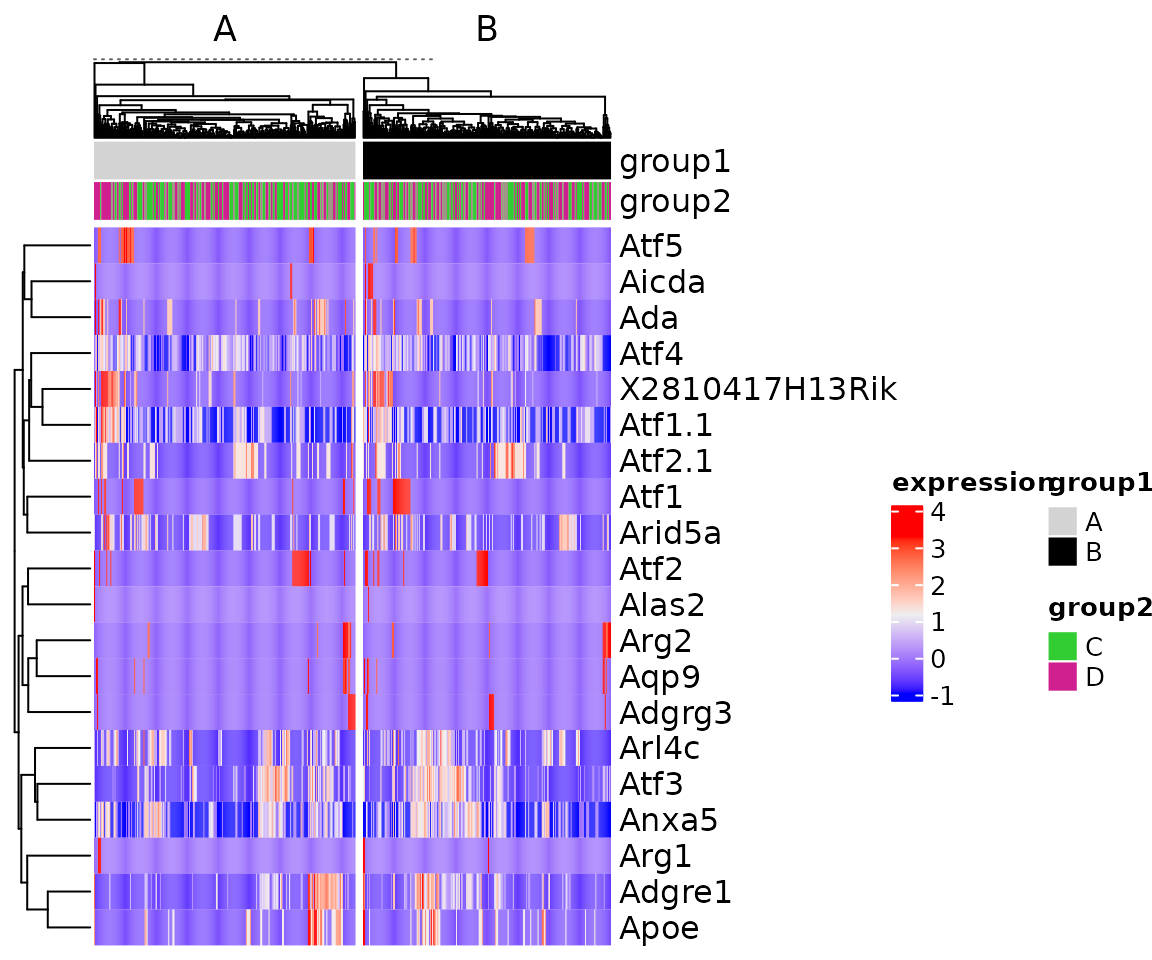 A B
group1
group2
Atf5
Aicda
Ada
Atf4
X2810417H13Rik
Atf1.1
Atf2.1
Atf1
Arid5a
Atf2
Alas2
Arg2
Aqp9
Adgrg3
Arl4c
Atf3
Anxa5
Arg1
Adgre1
Apoe
expression
4
3
2
1
0
-1
group1
A
B
group2
C
D